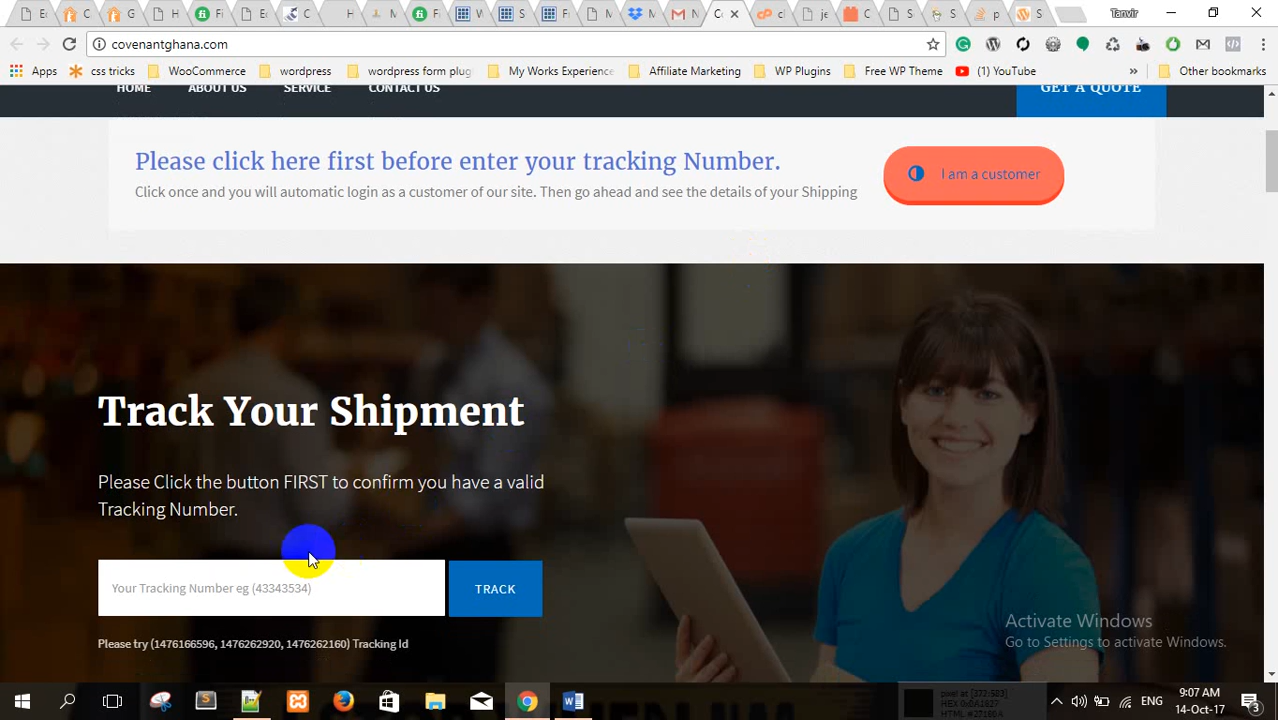 Tanvir
covenantghana.com
Apps
css tricks
WooCommerce
wordpress
wordpress form plug
My Works Experience
Affiliate Marketing
WP Plugins
Free WP Theme
(1) YouTube
»
Other bookmarks
HOME
ABOUT US
SERVICE
CONTACT US
GET A QUOTE
Please click here first before enter your tracking Number.
Click once and you will automatic login as a customer of our site. Then go ahead and see the details of your Shipping
I am a customer
Track Your Shipment
Please Click the button FIRST to confirm you have a valid
Tracking Number.
Your Tracking Number eg (43343534)
TRACK
Please try (1476166596, 1476262920, 1476262160) Tracking Id
Activate Windows
Go to Settings to activate Windows.
ENG
9:07 AM
14-Oct-17